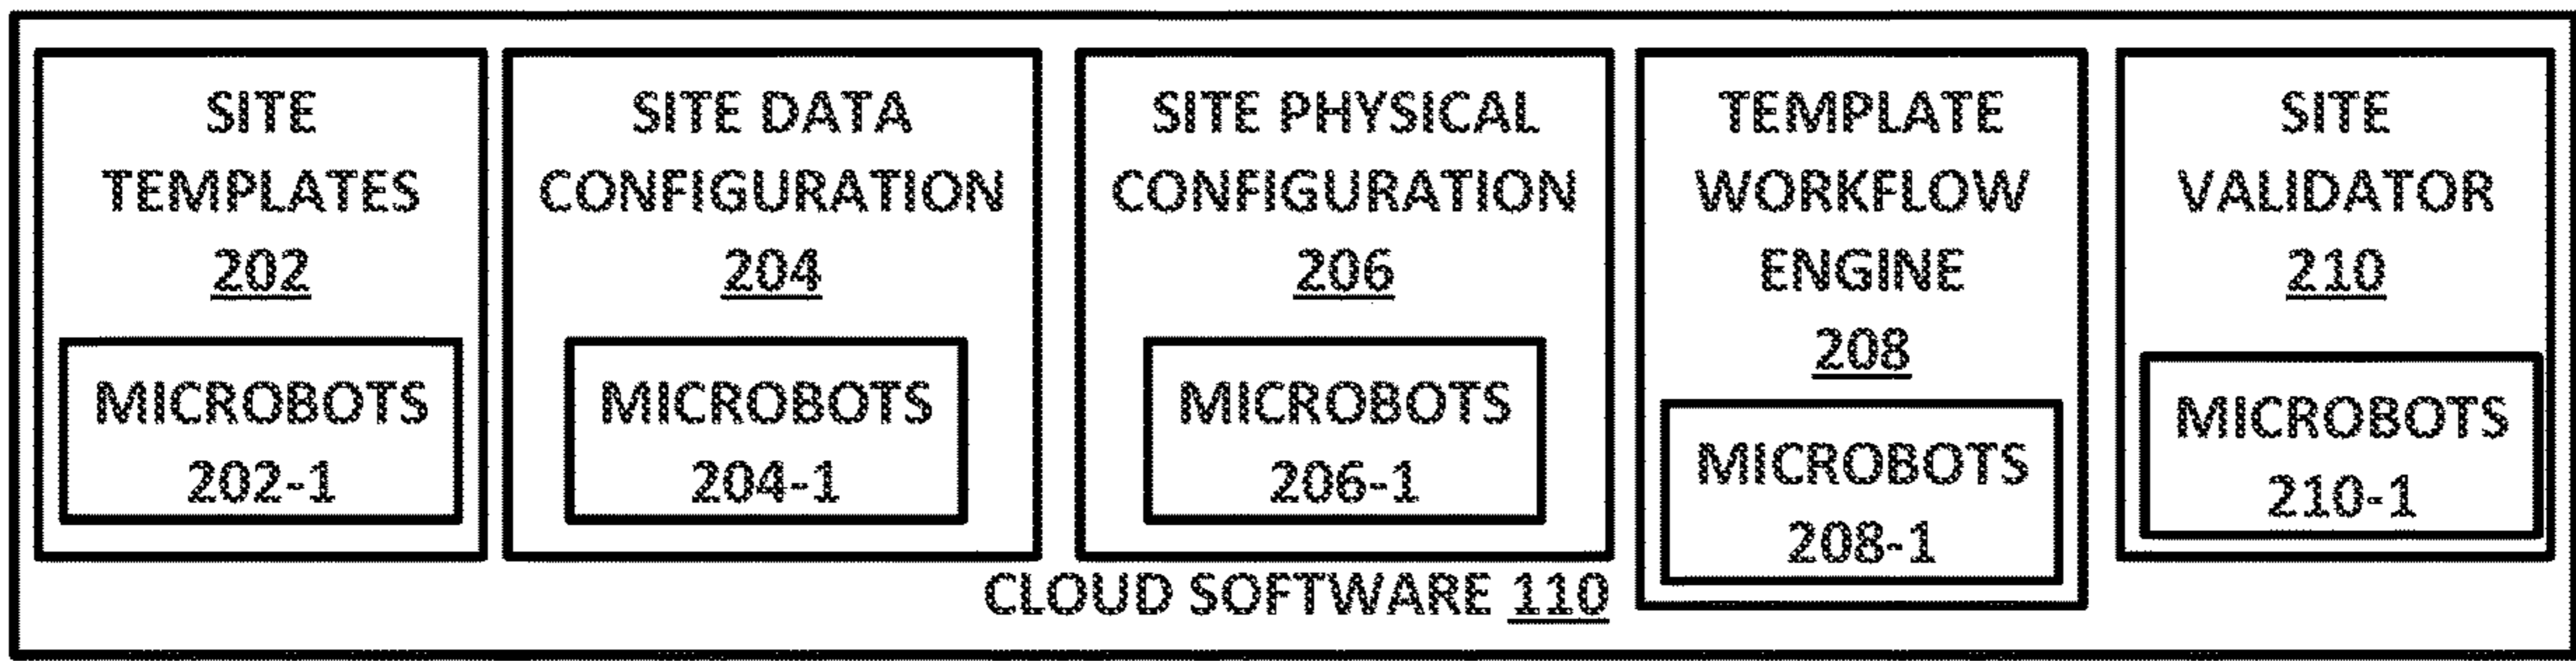 SITE
TEMPLATES
202
MICROBOTS
202-1
SITE DATA
CONFIGURATION
204
MICROBOTS
204-1
SITE PHYSICAL
CONFIGURATION
206
MICROBOTS
206-1
TEMPLATE
WORKFLOW
ENGINE
208
MICROBOTS
208-1
SITE
VALIDATOR
210
MICROBOTS
210-1
CLOUD SOFTWARE 110